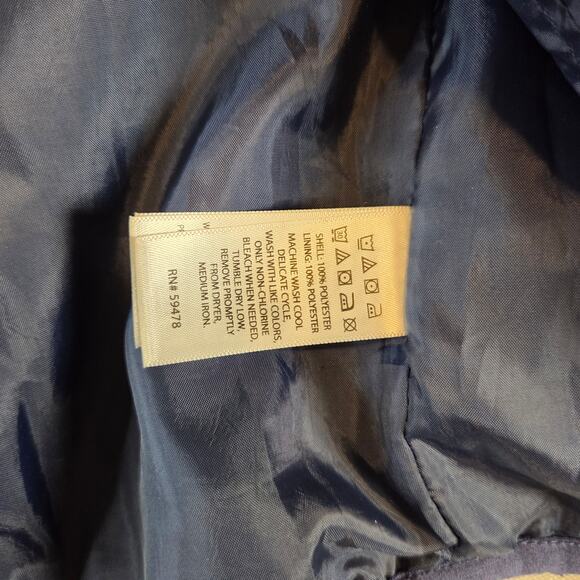 SHELL: 100% POLYESTER
LINING: 100% POLYESTER
MACHINE WASH COOL
DELICATE CYCLE.
WASH WITH LIKE COLORS,
ONLY NON-CHLORINE
BLEACH WHEN NEEDED,
TUMBLE DRY LOW,
REMOVE PROMPTLY
FROM DRYER,
MEDIUM IRON.
RN# 59478